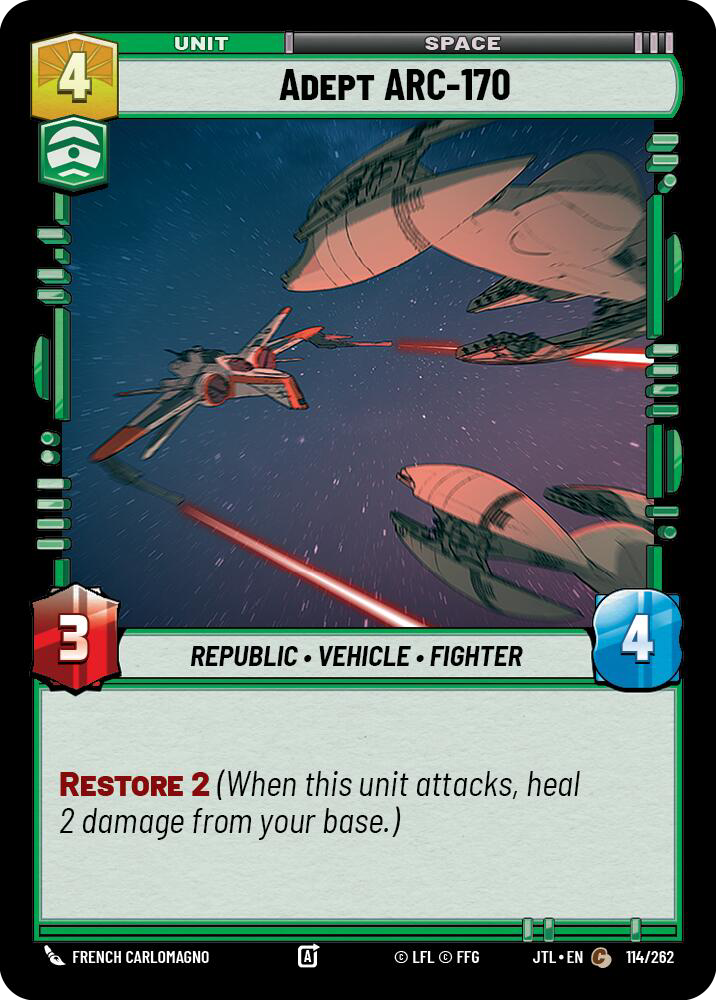 UNIT
SPACE
4
ADEPT ARC-170
3
REPUBLIC • VEHICLE • FIGHTER
4
RESTORE 2 (When this unit attacks, heal
2 damage from your base.)
FRENCH CARLOMAGNO
A
© LFL © FFG
JTL • EN
C
114/262